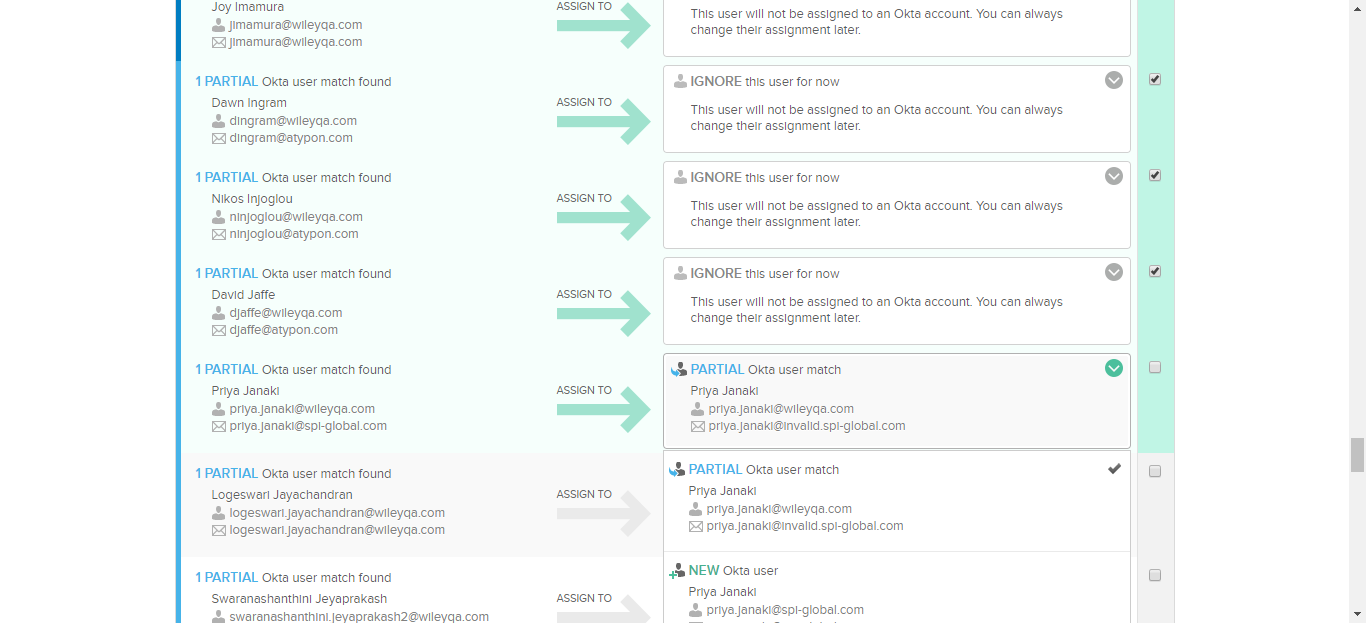 Joy Imamura
jimamura@wileyqa.com
jimamura@wileyqa.com
ASSIGN TO
This user will not be assigned to an Okta account. You can always
change their assignment later.
1 PARTIAL Okta user match found
Dawn Ingram
dingram@wileyqa.com
dingram@atypon.com
ASSIGN TO
IGNORE this user for now
This user will not be assigned to an Okta account. You can always
change their assignment later.
1 PARTIAL Okta user match found
Nikos Injoglou
ninjoglou@wileyqa.com
ninjoglou@atypon.com
ASSIGN TO
IGNORE this user for now
This user will not be assigned to an Okta account. You can always
change their assignment later.
1 PARTIAL Okta user match found
David Jaffe
djaffe@wileyqa.com
djaffe@atypon.com
ASSIGN TO
IGNORE this user for now
This user will not be assigned to an Okta account. You can always
change their assignment later.
1 PARTIAL Okta user match found
Priya Janaki
priya.janaki@wileyqa.com
priya.janaki@spi-global.com
ASSIGN TO
PARTIAL Okta user match
Priya Janaki
priya.janaki@wileyqa.com
priya.janaki@invalid.spi-global.com
1 PARTIAL Okta user match found
Logeswari Jayachandran
logeswari.jayachandran@wileyqa.com
logeswari.jayachandran@wileyqa.com
ASSIGN TO
PARTIAL Okta user match
Priya Janaki
priya.janaki@wileyqa.com
priya.janaki@invalid.spi-global.com
1 PARTIAL Okta user match found
Swaranashanthini Jeyaprakash
swaranashanthini.jeyaprakash2@wileyqa.com
ASSIGN TO
NEW Okta user
Priya Janaki
priya.janaki@spi-global.com